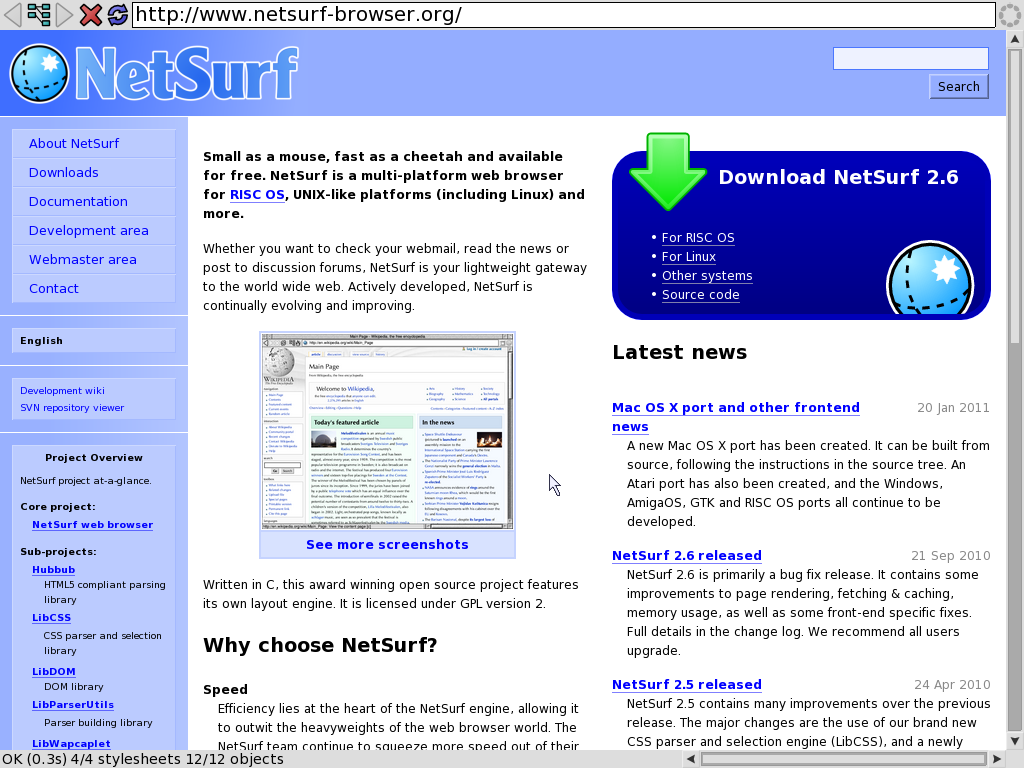 http://www.netsurf-browser.org/
NetSurf
Search
About NetSurf
Downloads
Documentation
Development area
Webmaster area
Contact
English
Development wiki
SVN repository viewer
Project Overview
NetSurf project at-a-glance.
Core project:
NetSurf web browser
Sub-projects:
Hubbub
HTML5 compliant parsing
library
LibCSS
CSS parser and selection
library
LibDOM
DOM library
LibParserUtils
Parser building library
LibWapcaplet
Small as a mouse, fast as a cheetah and available
for free. NetSurf is a multi-platform web browser
for RISC OS, UNIX-like platforms (including Linux) and
more.
Whether you want to check your webmail, read the news or
post to discussion forums, NetSurf is your lightweight gateway
to the world wide web. Actively developed, NetSurf is
continually evolving and improving.
Main Page
Welcome to Wikipedia,
Today's featured article
In the news
See more screenshots
Written in C, this award winning open source project features
its own layout engine. It is licensed under GPL version 2.
Why choose NetSurf?
Speed
Efficiency lies at the heart of the NetSurf engine, allowing it
to outwit the heavyweights of the web browser world. The
NetSurf team continue to squeeze more speed out of their
Download NetSurf 2.6
• For RISC OS
• For Linux
• Other systems
• Source code
Latest news
Mac OS X port and other frontend 20 Jan 2011
news
A new Mac OS X port has been created. It can be built from
source, following the instructions in the source tree. An
Atari port has also been created, and the Windows,
AmigaOS, GTK and RISC OS ports all continue to be
developed.
NetSurf 2.6 released 21 Sep 2010
NetSurf 2.6 is primarily a bug fix release. It contains some
improvements to page rendering, fetching & caching,
memory usage, as well as some front-end specific fixes.
Full details in the change log. We recommend all users
upgrade.
NetSurf 2.5 released 24 Apr 2010
NetSurf 2.5 contains many improvements over the previous
release. The major changes are the use of our brand new
CSS parser and selection engine (LibCSS), and a newly
OK (0.3s) 4/4 stylesheets 12/12 objects